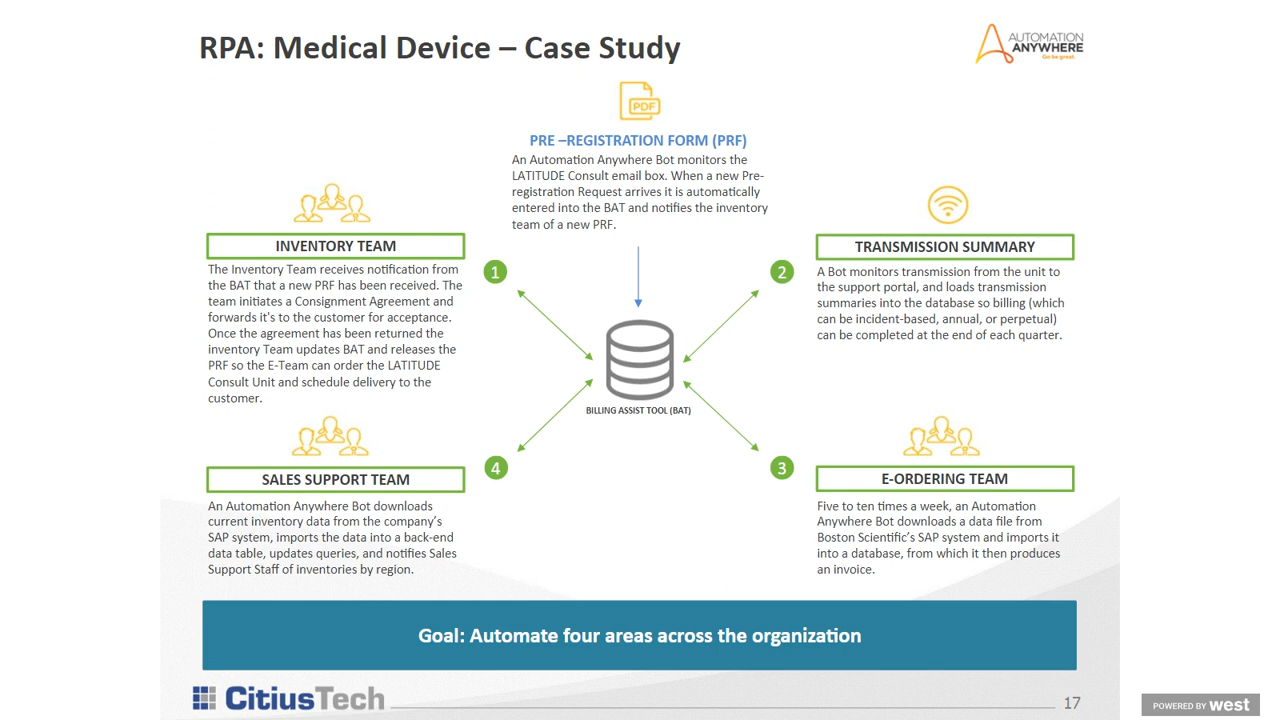 RPA: Medical Device – Case Study
AUTOMATION
ANYWHERE
Go be great.
PDF
PRE –REGISTRATION FORM (PRF)
An Automation Anywhere Bot monitors the
LATITUDE Consult email box. When a new Pre-
registration Request arrives it is automatically
entered into the BAT and notifies the inventory
team of a new PRF.
INVENTORY TEAM
The Inventory Team receives notification from
the BAT that a new PRF has been received. The
team initiates a Consignment Agreement and
forwards it's to the customer for acceptance.
Once the agreement has been returned the
inventory Team updates BAT and releases the
PRF so the E-Team can order the LATITUDE
Consult Unit and schedule delivery to the
customer.
1
2
TRANSMISSION SUMMARY
A Bot monitors transmission from the unit to
the support portal, and loads transmission
summaries into the database so billing (which
can be incident-based, annual, or perpetual)
can be completed at the end of each quarter.
BILLING ASSIST TOOL (BAT)
4
SALES SUPPORT TEAM
An Automation Anywhere Bot downloads
current inventory data from the company's
SAP system, imports the data into a back-end
data table, updates queries, and notifies Sales
Support Staff of inventories by region.
3
E-ORDERING TEAM
Five to ten times a week, an Automation
Anywhere Bot downloads a data file from
Boston Scientific's SAP system and imports it
into a database, from which it then produces
an invoice.
Goal: Automate four areas across the organization
CitiusTech
17
POWERED BY west